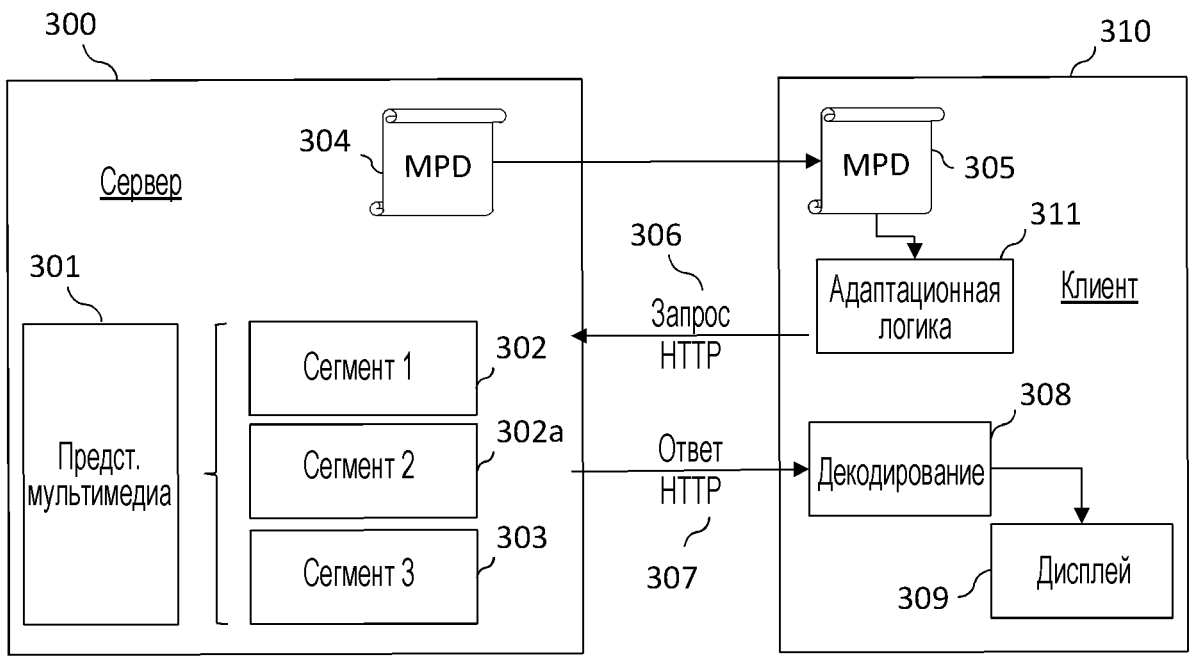 300
310
304
MPD
MPD
305
Сервер
311
306
301
Адаптационная
логика
Клиент
Запрос
HTTP
Сегмент 1
302
308
302a
Предст.
мультимедиа
Сегмент 2
Ответ
HTTP
Декодирование
303
Сегмент 3
307
309
Дисплей